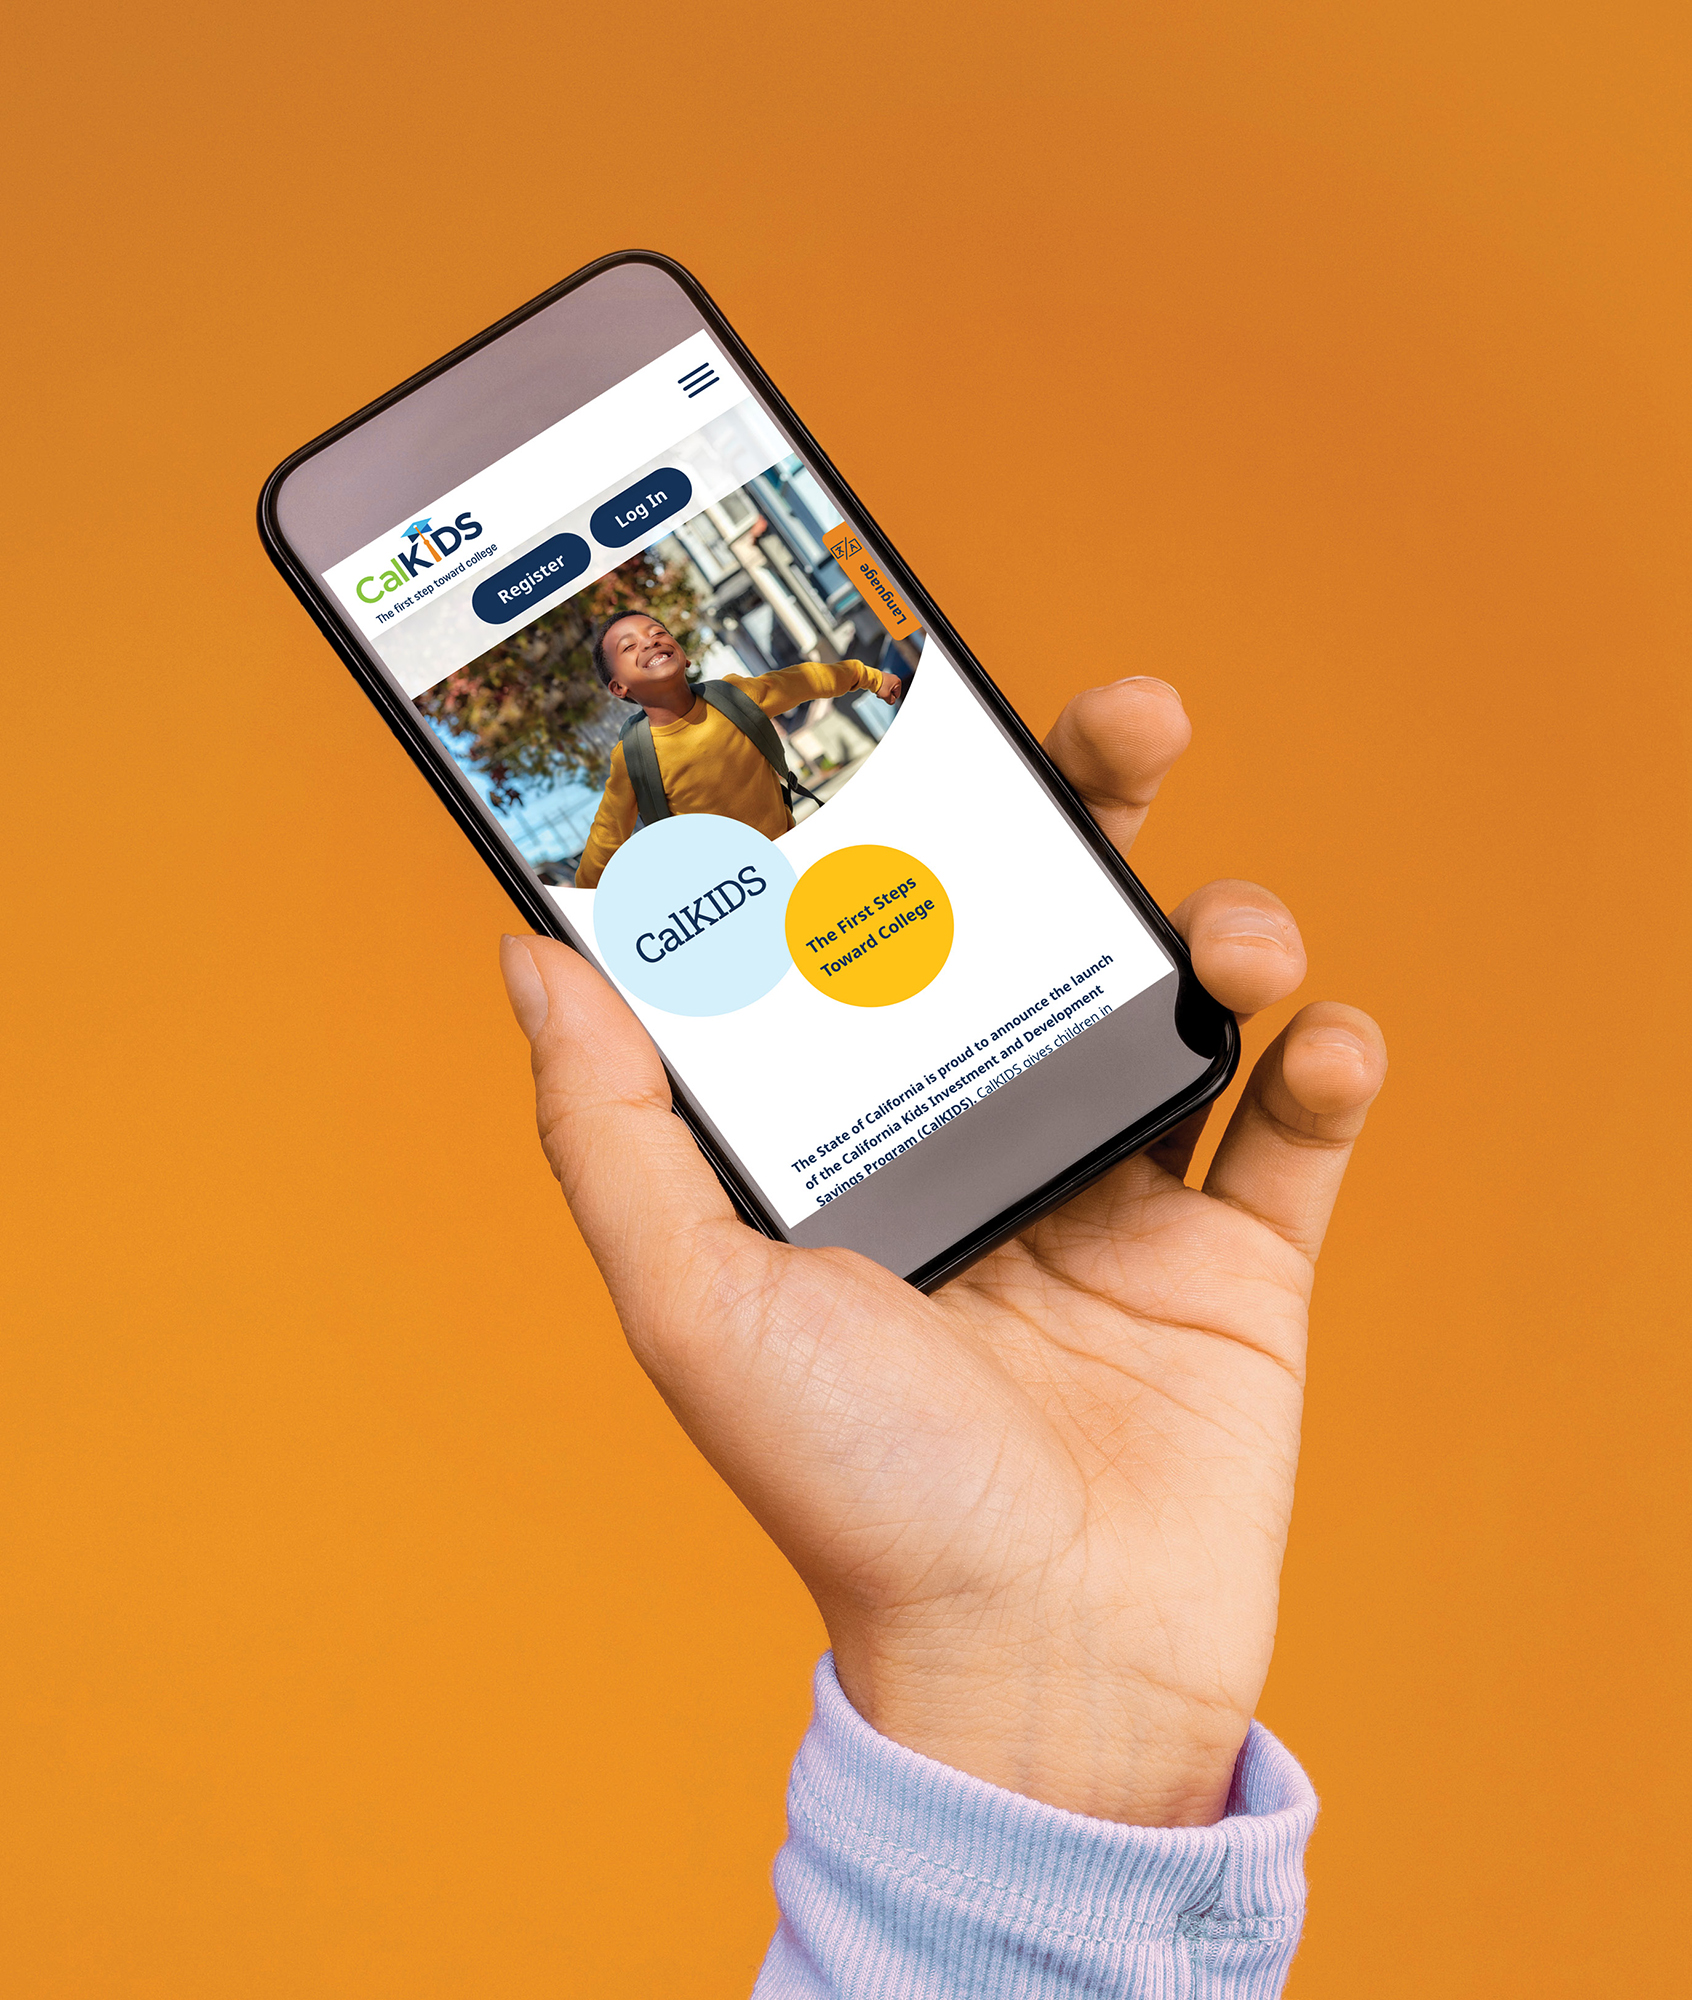 CalKIDS
The first step toward college
Register
Log In
Language
CalKIDS
The First Steps
Toward College
The State of California is proud to announce the launch
of the California Kids Investment and Development
Savings Program (CalKIDS). CalKIDS gives children in